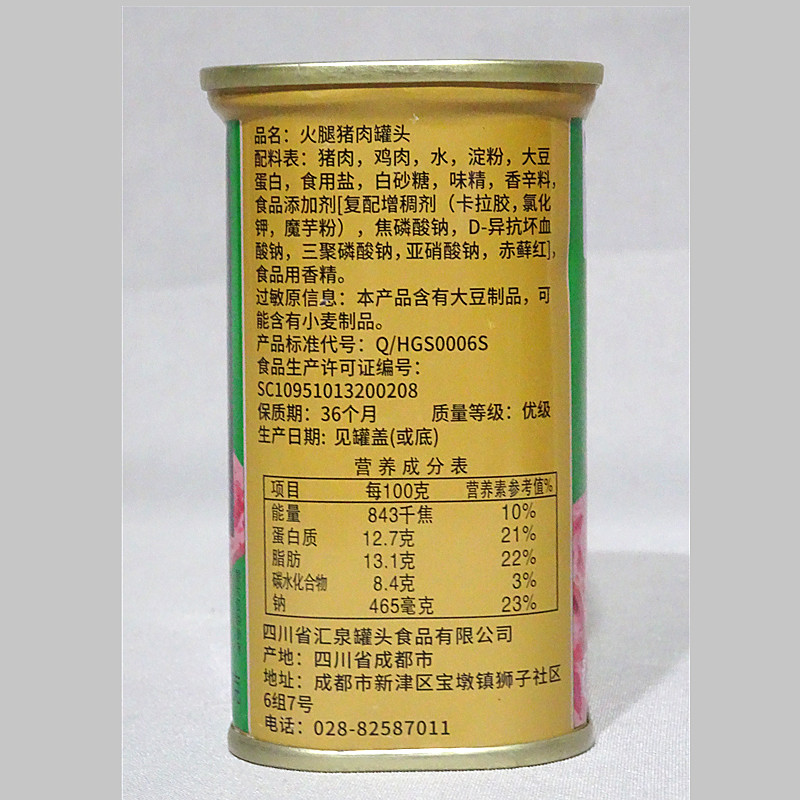 品名：火腿猪肉罐头
配料表：猪肉，鸡肉，水，淀粉，大豆
蛋白，食用盐，白砂糖，味精，香辛料，
食品添加剂[复配增稠剂（卡拉胶，氯化
钾，魔芋粉），焦磷酸钠，D-异抗坏血
酸钠，三聚磷酸钠，亚硝酸钠，赤藓红]，
食品用香精。
过敏原信息：本产品含有大豆制品，可
能含有小麦制品。
产品标准代号：Q/HGS0006S
食品生产许可证编号：
SC10951013200208
保质期：36个月 质量等级：优级
生产日期: 见罐盖(或底)
营养成分表
项目 每100克 营养素参考值%
能量 843千焦 10%
蛋白质 12.7克 21%
脂肪 13.1克 22%
碳水化合物 8.4克 3%
钠 465毫克 23%
四川省汇泉罐头食品有限公司
产地：四川省成都市
地址：成都市新津区宝墩镇狮子社区
6组7号
电话：028-82587011